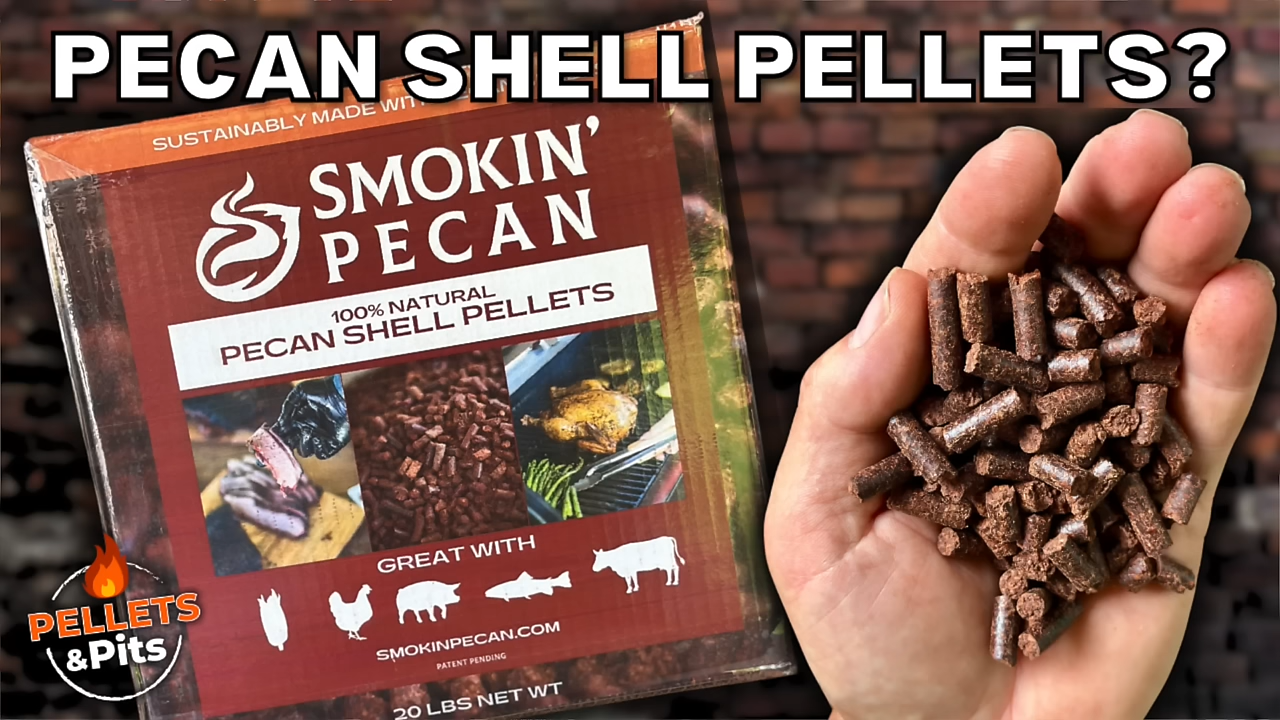 PECAN SHELL PELLETS?
SUSTAINABLY MADE WITH
SMOKIN'
PECAN
100% NATURAL
PECAN SHELL PELLETS
GREAT WITH
SMOKINPECAN.COM
PATENT PENDING
20 LBS NET WT
PELLETS
&Pits